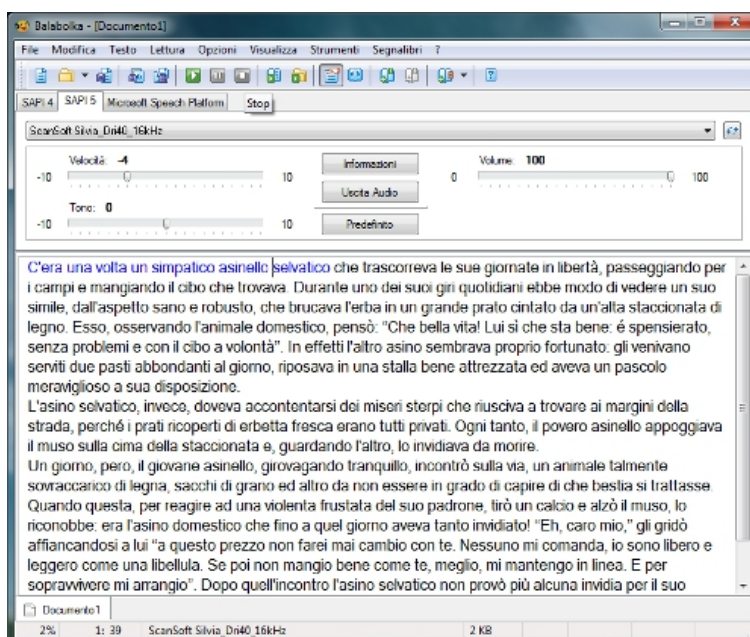 Balabolka - [Documento1]
File Modifica Testo Lettura Opzioni Visualizza Strumenti Segnalibri ?
SAPI 4 SAPI 5 Microsoft Speech Platform Stop
ScanSoft Silvia_Dri40_16kHz
Velocità: -4 Informazioni Volume: 100
-10 10 0 100
Uscita Audio
Tono: 0
-10 10 Predefinito
C'era una volta un simpatico asinello selvatico che trascorreva le sue giornate in libertà, passeggiando per
i campi e mangiando il cibo che trovava. Durante uno dei suoi giri quotidiani ebbe modo di vedere un suo
simile, dall'aspetto sano e robusto, che brucava l'erba in un grande prato cintato da un'alta staccionata di
legno. Esso, osservando l'animale domestico, pensò: “Che bella vita! Lui sì che sta bene: é spensierato,
senza problemi e con il cibo a volontà”. In effetti l'altro asino sembrava proprio fortunato: gli venivano
serviti due pasti abbondanti al giorno, riposava in una stalla bene attrezzata ed aveva un pascolo
meraviglioso a sua disposizione.
L'asino selvatico, invece, doveva accontentarsi dei miseri sterpi che riusciva a trovare ai margini della
strada, perché i prati ricoperti di erbetta fresca erano tutti privati. Ogni tanto, il povero asinello appoggiava
il muso sulla cima della staccionata e, guardando l'altro, lo invidiava da morire.
Un giorno, pero, il giovane asinello, girovagando tranquillo, incontrò sulla via, un animale talmente
sovraccarico di legna, sacchi di grano ed altro da non essere in grado di capire di che bestia si trattasse.
Quando questa, per reagire ad una violenta frustata del suo padrone, tirò un calcio e alzò il muso, lo
riconobbe: era l'asino domestico che fino a quel giorno aveva tanto invidiato! “Eh, caro mio,” gli gridò
affiancandosi a lui “a questo prezzo non farei mai cambio con te. Nessuno mi comanda, io sono libero e
leggero come una libellula. Se poi non mangio bene come te, meglio, mi mantengo in linea. E per
sopravvivere mi arrangio”. Dopo quell'incontro l'asino selvatico non provò più alcuna invidia per il suo
Documento1
2% 1: 39 ScanSoft Silvia_Dri40_16kHz 2 KB